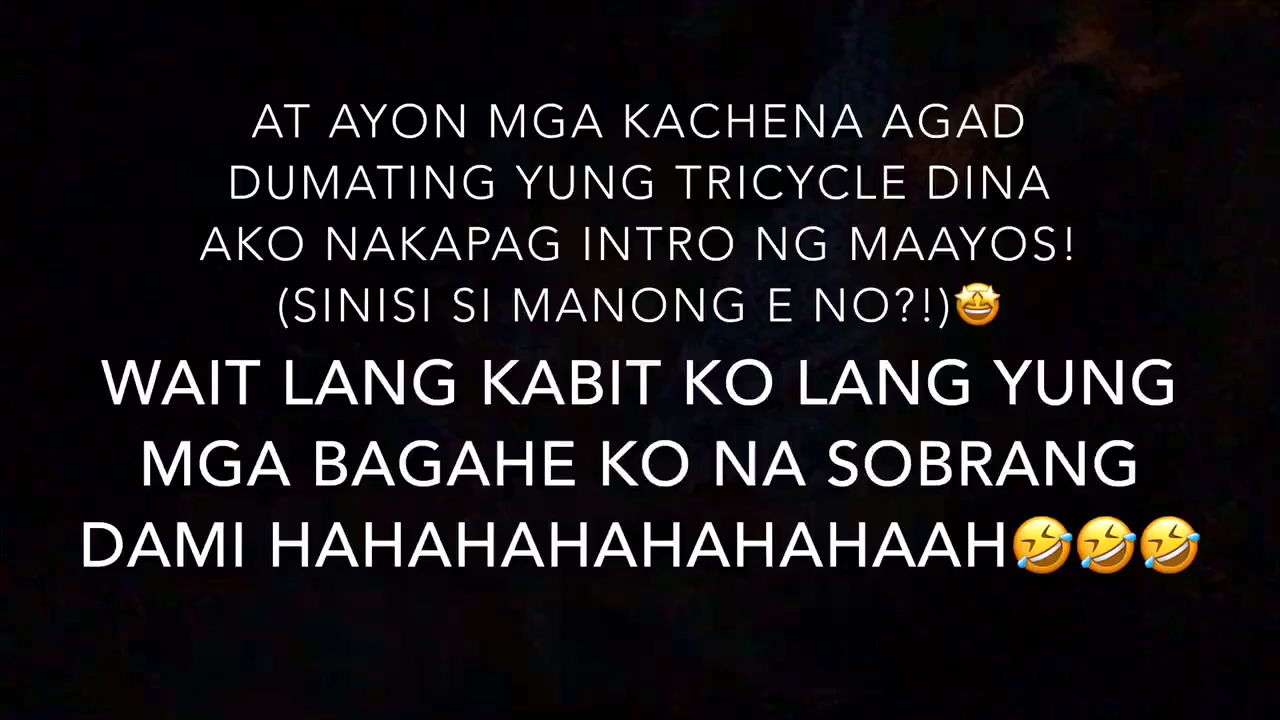 AT AYON MGA KACHENA AGAD
DUMATING YUNG TRICYCLE DINA
AKO NAKAPAG INTRO NG MAAYOS!
(SINISI SI MANONG E NO?!)🤩
WAIT LANG KABIT KO LANG YUNG
MGA BAGAHE KO NA SOBRANG
DAMI HAHAHAHAHAHAHAHAAH🤣🤣🤣